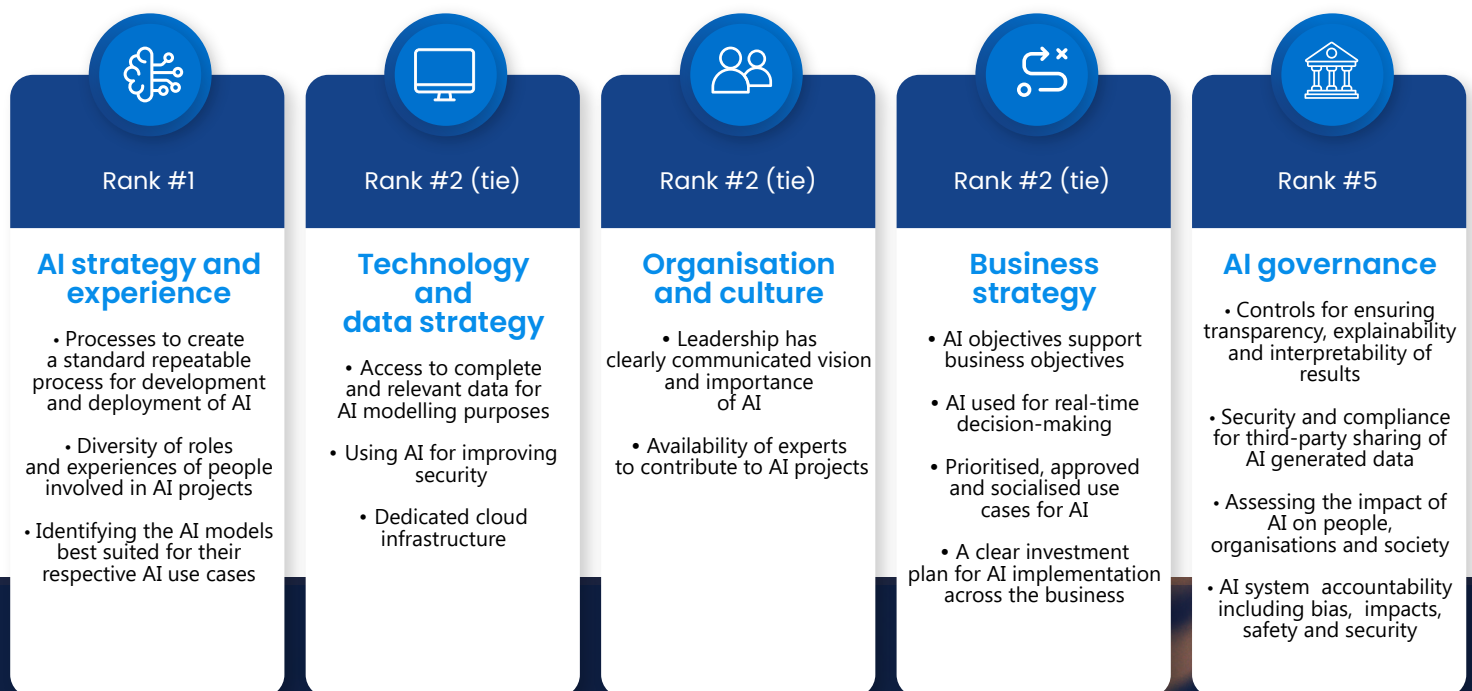 Rank #1
AI strategy and
experience
• Processes to create
a standard repeatable
process for development
and deployment of AI
• Diversity of roles
and experiences of people
involved in AI projects
• Identifying the AI models
best suited for their
respective AI use cases
Rank #2 (tie)
Technology
and
data strategy
• Access to complete
and relevant data for
AI modelling purposes
• Using AI for improving
security
• Dedicated cloud
infrastructure
Rank #2 (tie)
Organisation
and culture
• Leadership has
clearly communicated vision
and importance
of AI
• Availability of experts
to contribute to AI projects
Rank #2 (tie)
Business
strategy
• AI objectives support
business objectives
• AI used for real-time
decision-making
• Prioritised, approved
and socialised use
cases for AI
• A clear investment
plan for AI implementation
across the business
Rank #5
AI governance
• Controls for ensuring
transparency, explainability
and interpretability of
results
• Security and compliance
for third-party sharing of
AI generated data
• Assessing the impact of
AI on people,
organisations and society
• AI system accountability
including bias, impacts,
safety and security